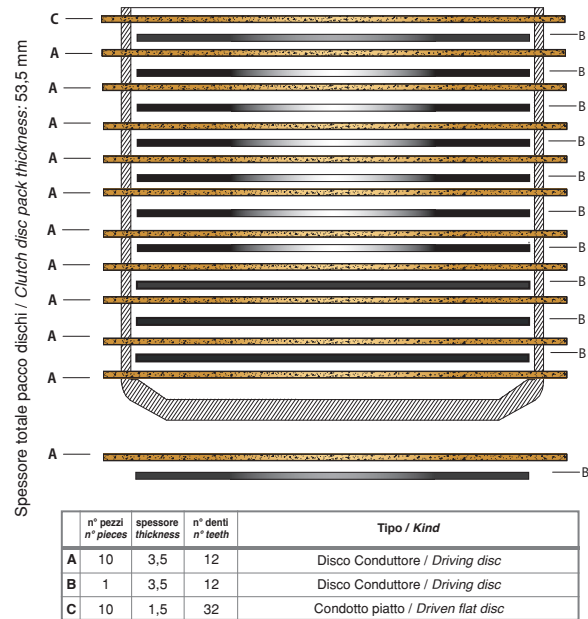 Spessore totale pacco dischi / Clutch disc pack thickness: 53,5 mm
C
B
A
B
A
B
A
B
A
B
A
B
A
B
A
B
A
B
A
B
A
A
B
n° pezzi spessore n° denti Tipo / Kind
n° pieces thickness n° teeth
A 10 3,5 12 Disco Conduttore / Driving disc
B 1 3,5 12 Disco Conduttore / Driving disc
C 10 1,5 32 Condotto piatto / Driven flat disc